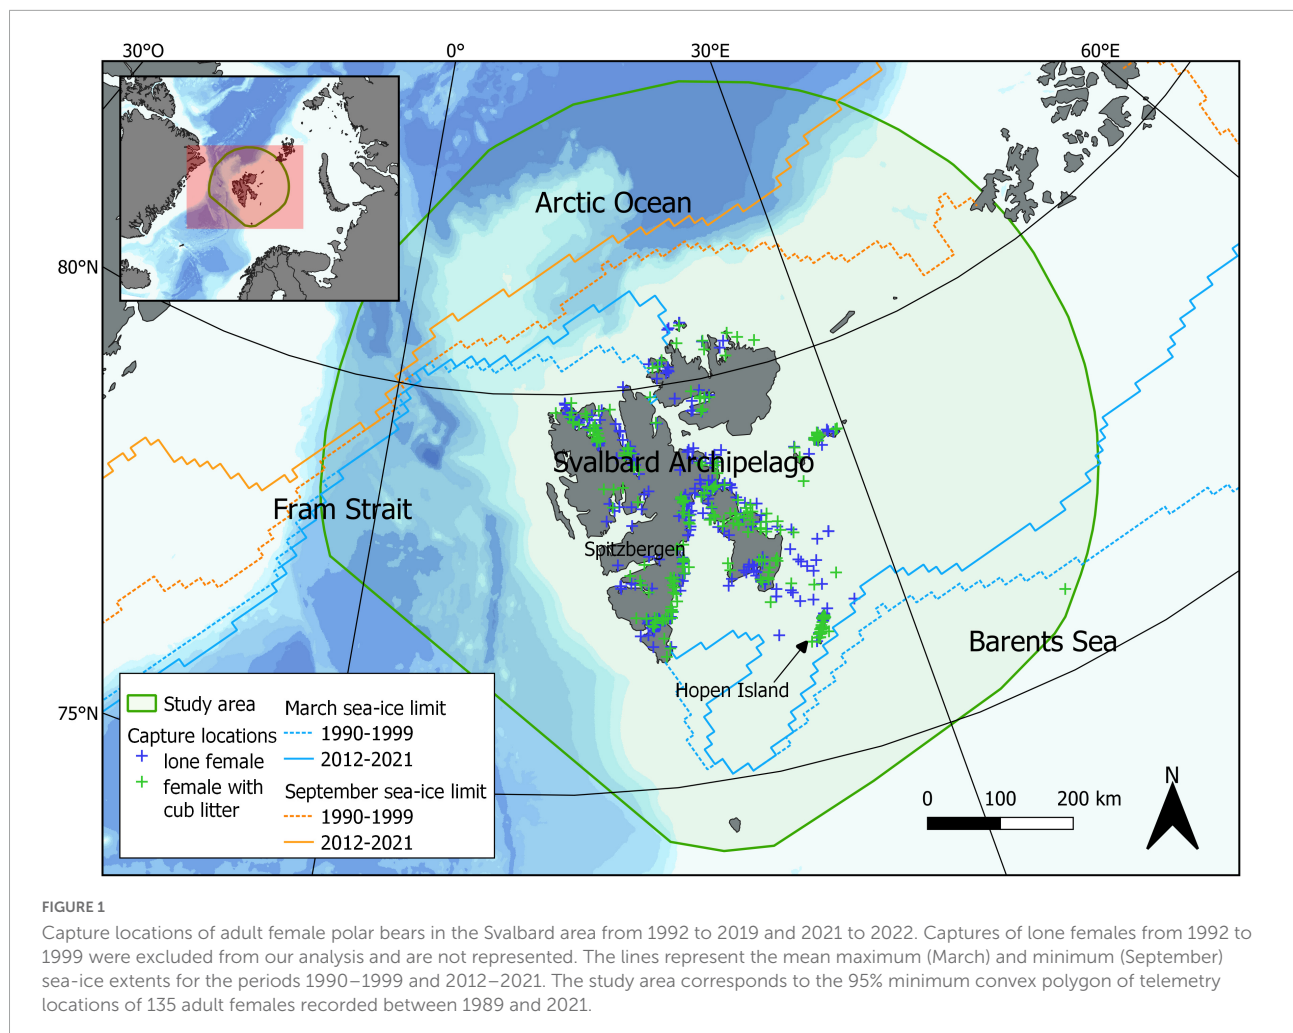 30°O 0° 30°E 60°E
Arctic Ocean
80°N
Svalbard Archipelago
Fram Strait
Spitzbergen
Barents Sea
Hopen Island
75°N
Study area
Capture locations
lone female
female with
cub litter
March sea-ice limit
1990-1999
2012-2021
September sea-ice limit
1990-1999
2012-2021
0 100 200 km
N
FIGURE 1
Capture locations of adult female polar bears in the Svalbard area from 1992 to 2019 and 2021 to 2022. Captures of lone females from 1992 to
1999 were excluded from our analysis and are not represented. The lines represent the mean maximum (March) and minimum (September)
sea-ice extents for the periods 1990–1999 and 2012–2021. The study area corresponds to the 95% minimum convex polygon of telemetry
locations of 135 adult females recorded between 1989 and 2021.